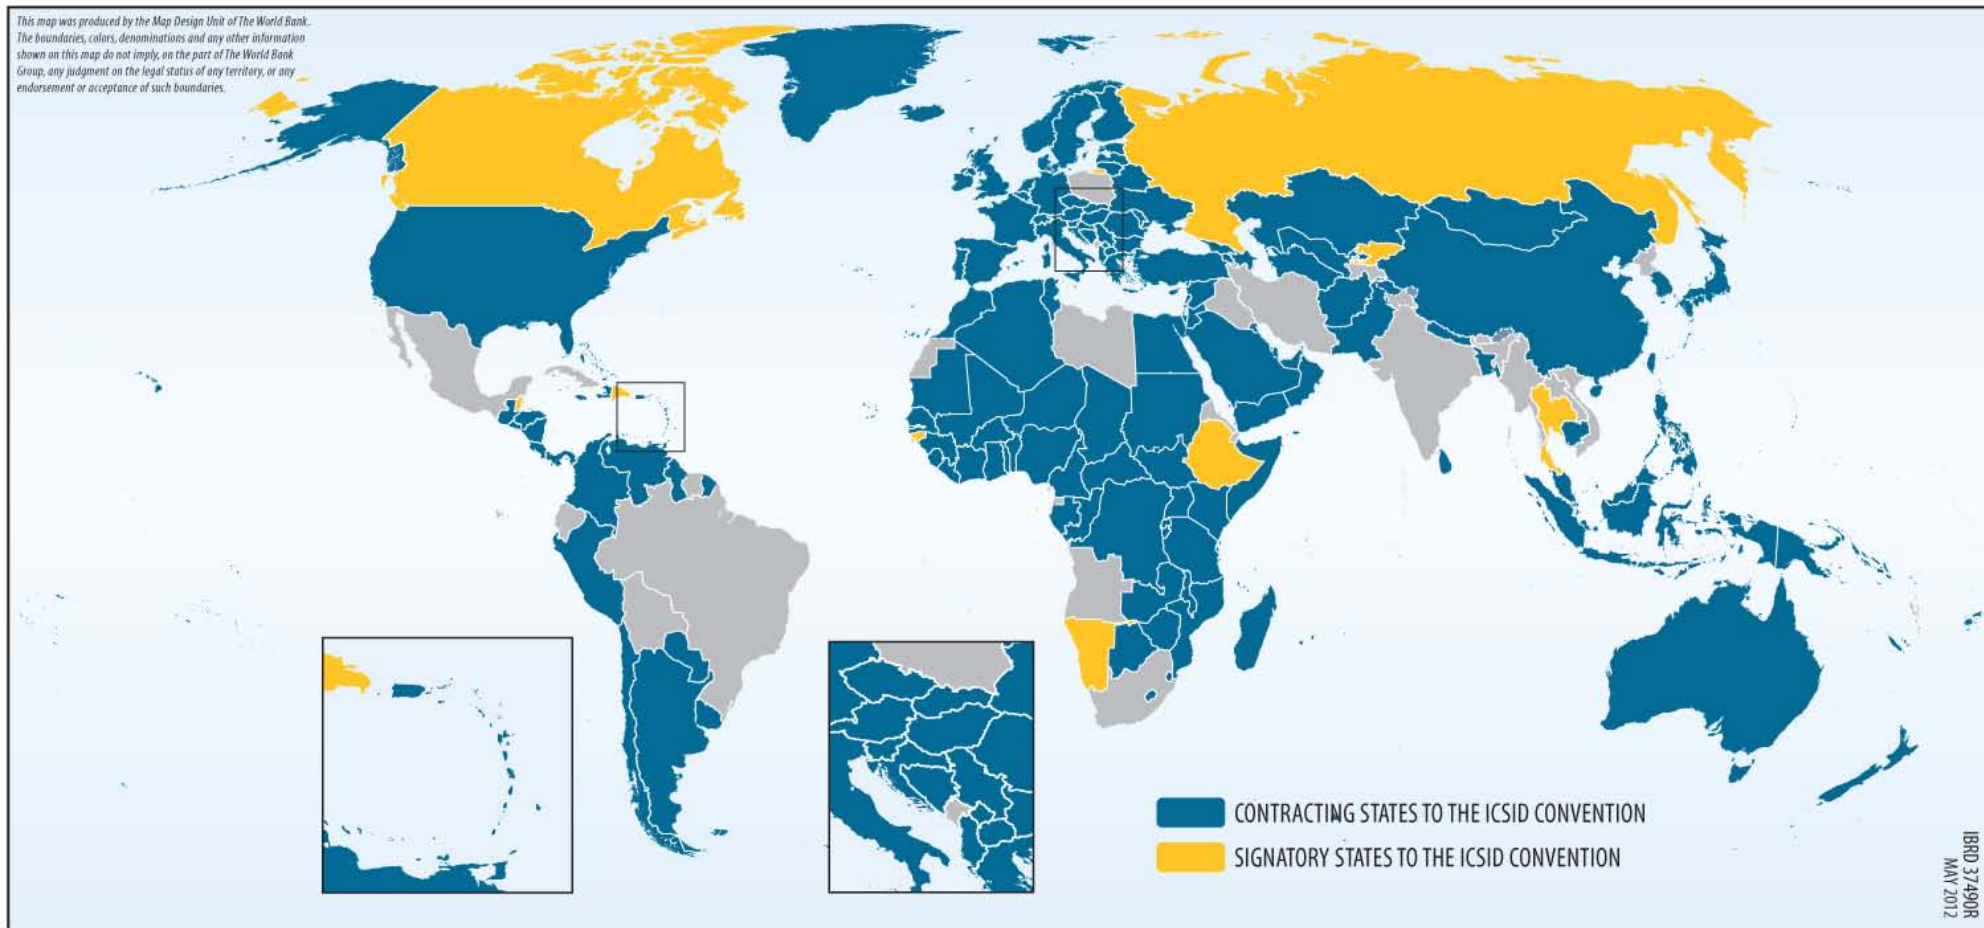 This map was produced by the Map Design Unit of The World Bank.
The boundaries, colors, denominations and any other information
shown on this map do not imply, on the part of The World Bank
Group, any judgment on the legal status of any territory, or any
endorsement or acceptance of such boundaries.
CONTRACTING STATES TO THE ICSID CONVENTION
SIGNATORY STATES TO THE ICSID CONVENTION
IBRD 37490R
MAY 2012